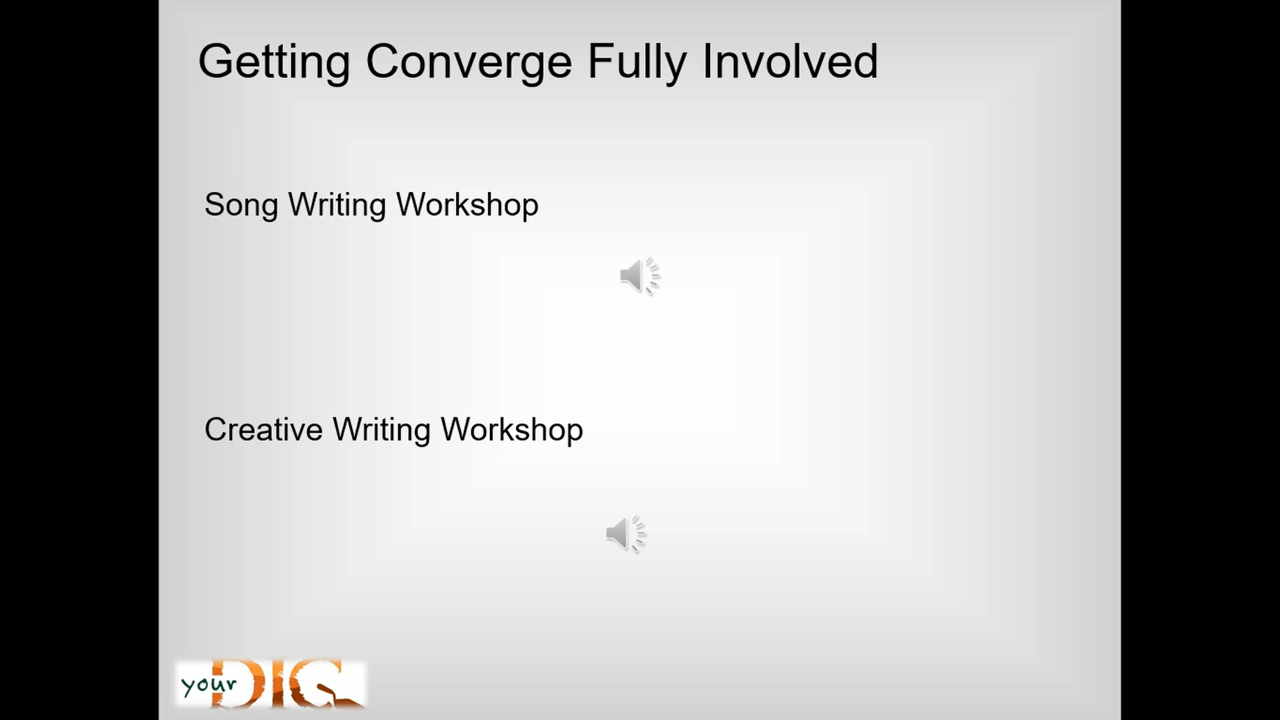 Getting Converge Fully Involved
Song Writing Workshop
Creative Writing Workshop
your DIG